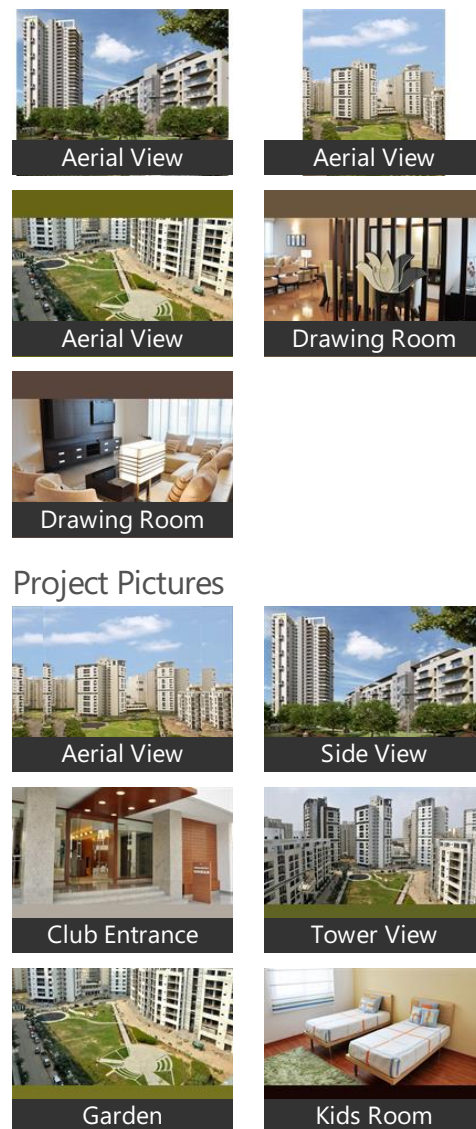 Aerial View
Aerial View
Aerial View
Drawing Room
Drawing Room
Project Pictures
Aerial View
Side View
Club Entrance
Tower View
Garden
Kids Room